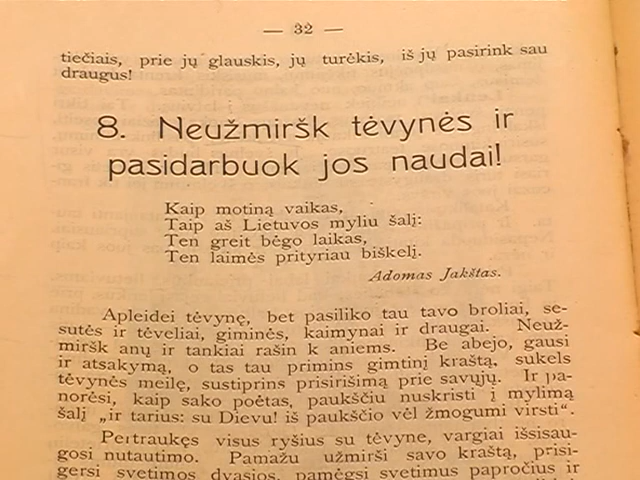 — 32 —
tiečiais, prie jų glauskis, jų turėkis, iš jų pasirink sau
draugus!
8. Neužmiršk tėvynės ir
pasidarbuok jos naudai!
Kaip motiną vaikas,
Taip aš Lietuvos myliu šalį:
Ten greit bėgo laikas,
Ten laimės prityriau biškelį.
Adomas Jakštas.
Apleidei tėvynę, bet pasiliko tau tavo broliai, se-
sutės ir tėveliai, giminės, kaimynai ir draugai. Neuž-
miršk anų ir tankiai rašin k aniems. Be abejo, gausi
ir atsakymą, o tas tau primins gimtinį kraštą, sukels
tėvynės meilę, sustiprins prisirišimą prie savųjų. Ir pa-
norėsi, kaip sako poėtas, paukščiu nuskristi į mylimą
šalį „ir tarius: su Dievu! iš paukščio vėl žmogumi virsti“.
Pertraukęs visus ryšius su tėvyne, vargiai išsisau-
gosi nutautimo. Pamažu užmirši savo kraštą, prisi-
gersi svetimos dvasios, pamėgsi svetimus papročius ir